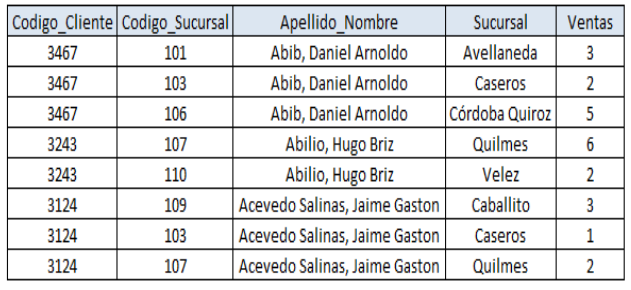 Codigo_Cliente Codigo_Sucursal Apellido_Nombre Sucursal Ventas
3467 101 Abib, Daniel Arnoldo Avellaneda 3
3467 103 Abib, Daniel Arnoldo Caseros 2
3467 106 Abib, Daniel Arnoldo Córdoba Quiroz 5
3243 107 Abilio, Hugo Briz Quilmes 6
3243 110 Abilio, Hugo Briz Velez 2
3124 109 Acevedo Salinas, Jaime Gaston Caballito 3
3124 103 Acevedo Salinas, Jaime Gaston Caseros 1
3124 107 Acevedo Salinas, Jaime Gaston Quilmes 2